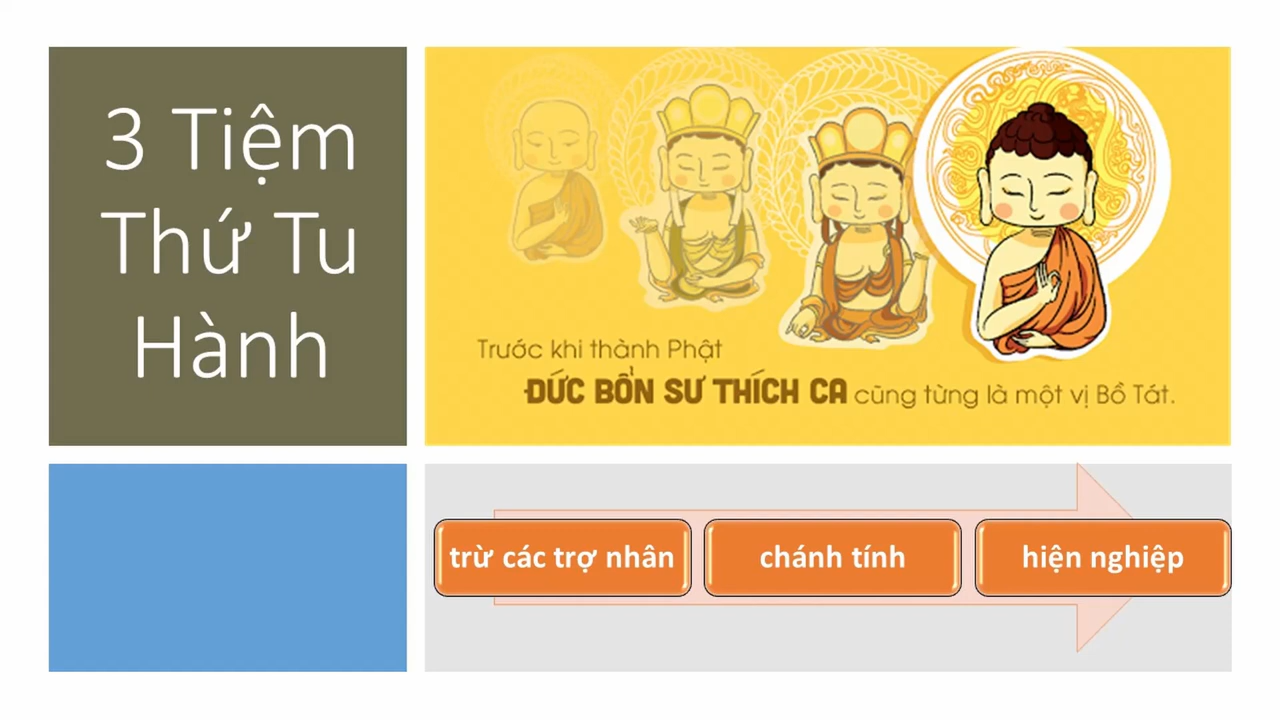 3 Tiệm
Thứ Tu
Hành
Trước khi thành Phật
ĐỨC BỔN SƯ THÍCH CA cũng từng là một vị Bồ Tát.
trừ các trợ nhân
chánh tính
hiện nghiệp